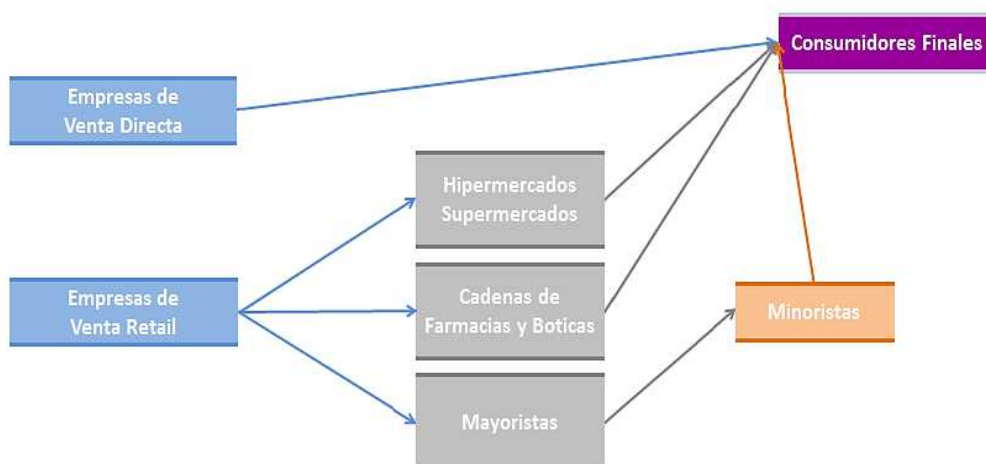 Consumidores Finales
Empresas de
Venta Directa
Hipermercados
Supermercados
Empresas de
Venta Retail
Cadenas de
Farmacias y Boticas
Minoristas
Mayoristas